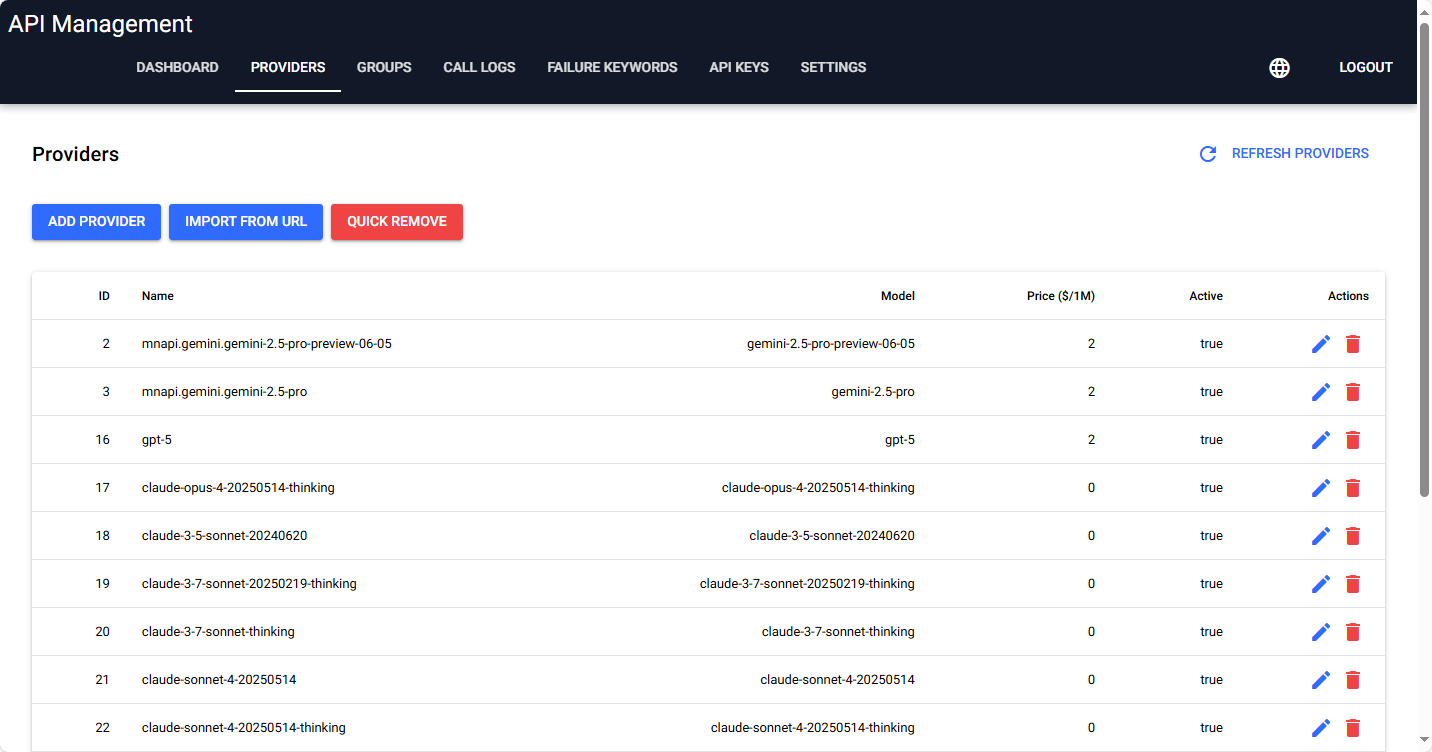 API Management
DASHBOARD PROVIDERS GROUPS CALL LOGS FAILURE KEYWORDS API KEYS SETTINGS LOGOUT
Providers REFRESH PROVIDERS
ADD PROVIDER IMPORT FROM URL QUICK REMOVE
ID Name Model Price ($/1M) Active Actions
2 mnapi.gemini.gemini-2.5-pro-preview-06-05 gemini-2.5-pro-preview-06-05 2 true
3 mnapi.gemini.gemini-2.5-pro gemini-2.5-pro 2 true
16 gpt-5 gpt-5 2 true
17 claude-opus-4-20250514-thinking claude-opus-4-20250514-thinking 0 true
18 claude-3-5-sonnet-20240620 claude-3-5-sonnet-20240620 0 true
19 claude-3-7-sonnet-20250219-thinking claude-3-7-sonnet-20250219-thinking 0 true
20 claude-3-7-sonnet-thinking claude-3-7-sonnet-thinking 0 true
21 claude-sonnet-4-20250514 claude-sonnet-4-20250514 0 true
22 claude-sonnet-4-20250514-thinking claude-sonnet-4-20250514-thinking 0 true